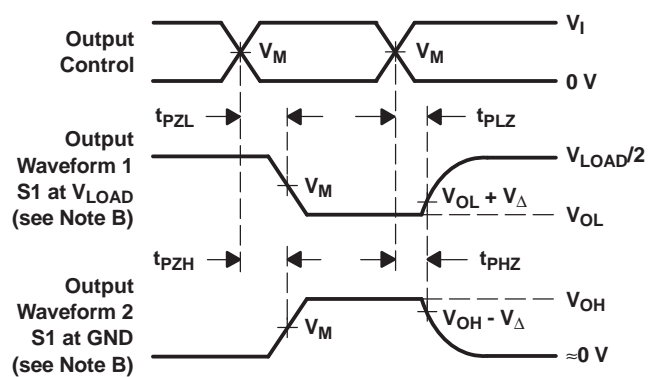 Output
Control
V_M
V_M
V_I
0 V
t_PZL
t_PLZ
Output
Waveform 1
S1 at V_LOAD
(see Note B)
V_M
V_OL + V_Δ
V_LOAD/2
V_OL
t_PZH
t_PHZ
Output
Waveform 2
S1 at GND
(see Note B)
V_M
V_OH - V_Δ
V_OH
≈0 V